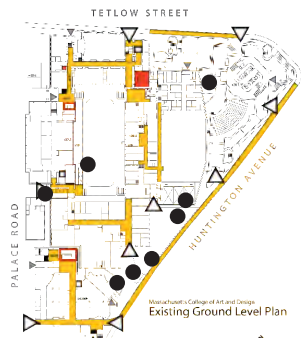 TETLOW STREET
PALACE ROAD
HUNTINGTON AVENUE
Massachusetts College of Art and Design
Existing Ground Level Plan